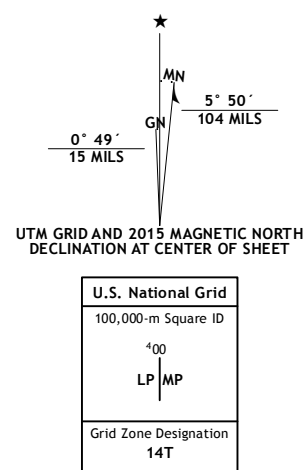 ★
MN
5° 50´
104 MILS
GN
0° 49´
15 MILS
UTM GRID AND 2015 MAGNETIC NORTH
DECLINATION AT CENTER OF SHEET
U.S. National Grid
100,000-m Square ID
⁴00
LP MP
Grid Zone Designation
14T